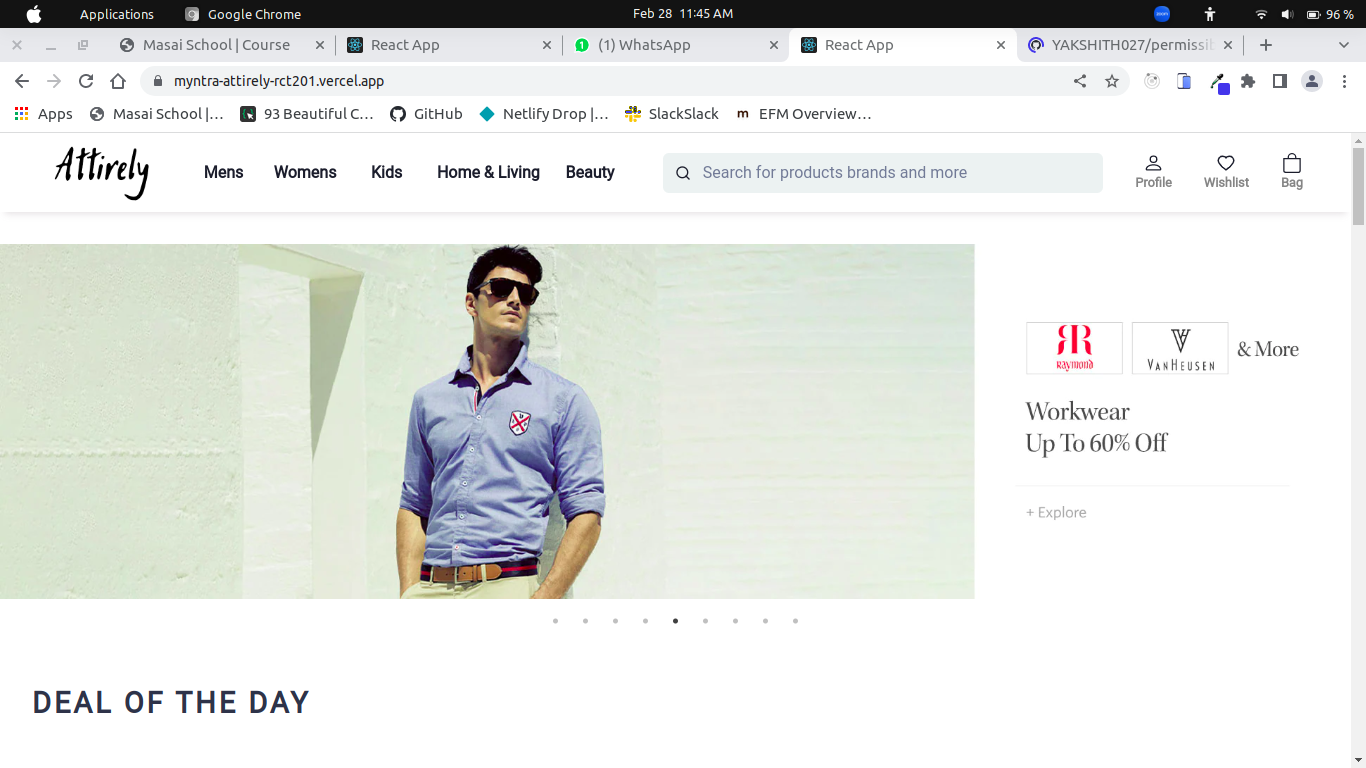 Applications Google Chrome Feb 28 11:45 AM zoom 96 %
Masai School | Course React App (1) WhatsApp React App YAKSHITH027/permissib
myntra-attirely-rct201.vercel.app
Apps Masai School |... 93 Beautiful C... GitHub Netlify Drop |... SlackSlack m EFM Overview...
Attirely Mens Womens Kids Home & Living Beauty Search for products brands and more Profile Wishlist Bag
Raymond VANHEUSEN & More
Workwear
Up To 60% Off
+ Explore
DEAL OF THE DAY